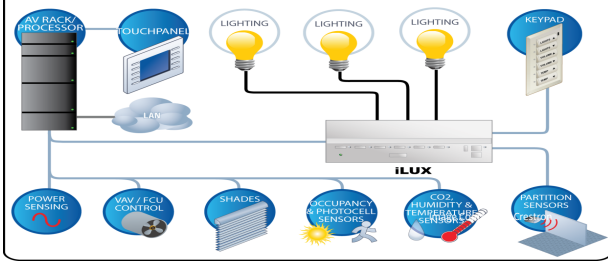 AV RACK/
PROCESSOR
TOUCHPANEL
LIGHTING
LIGHTING
LIGHTING
KEYPAD
LAN
iLUX
POWER
SENSING
VAV / FCU
CONTROL
SHADES
OCCUPANCY
& PHOTOCELL
SENSORS
CO2,
HUMIDITY &
TEMPERATURE
SENSORS
PARTITION
SENSORS
Crestro